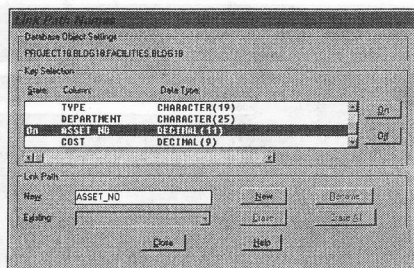 Link Path Names
Database Object Settings
PROJECT18.BLDG18.FACILITIES.BLDG18
Key Selection
State: Column: Data Type:
TYPE CHARACTER(19)
DEPARTMENT CHARACTER(25)
On ASSET_NO DECIMAL(11)
COST DECIMAL(9)
On
Off
Link Path
New: ASSET_NO New Rename
Existing: Erase Erase All
Close Help